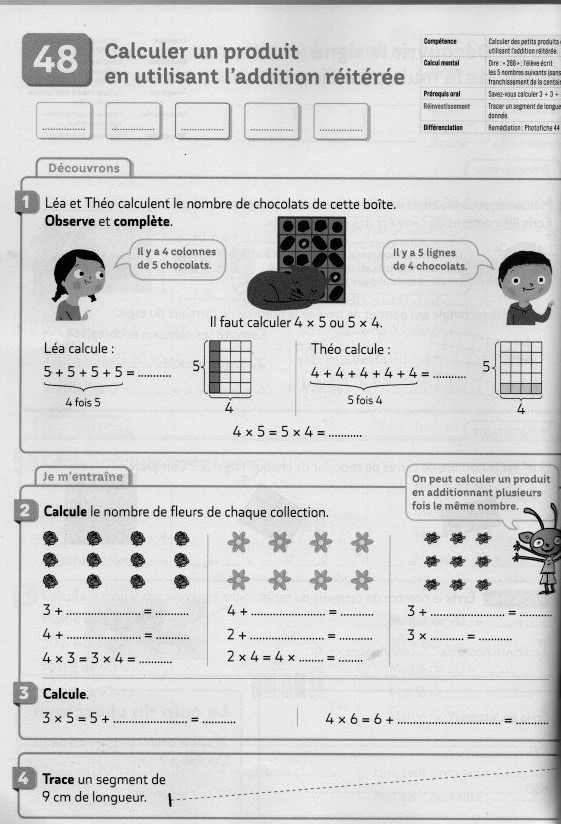 48
Calculer un produit
en utilisant l'addition réitérée
Compétence
Calculer des petits produits
utilisant l'addition réitérée.
Calcul mental
Dire : « 268 » ; l'élève écrit
les 5 nombres suivants (sans
franchissement de la centai
Prérequis oral
Savez-vous calculer 3 + 3 +
Réinvestissement
Tracer un segment de longue
donnée.
Différenciation
Remédiation : Photofiche 44
Découvrons
1 Léa et Théo calculent le nombre de chocolats de cette boîte.
Observe et complète.
Il y a 4 colonnes
de 5 chocolats.
Il y a 5 lignes
de 4 chocolats.
Il faut calculer 4 × 5 ou 5 × 4.
Léa calcule :
5 + 5 + 5 + 5 = ..........
4 fois 5
5
4
Théo calcule :
4 + 4 + 4 + 4 + 4 = ..........
5 fois 4
5
4
4 × 5 = 5 × 4 = ..........
Je m'entraîne
On peut calculer un produit
en additionnant plusieurs
fois le même nombre.
2 Calcule le nombre de fleurs de chaque collection.
3 + .................... = ..........
4 + .................... = ..........
4 × 3 = 3 × 4 = ..........
4 + .................... = ..........
2 + .................... = ..........
2 × 4 = 4 × ....... = .......
3 + .................... = ..........
3 × .......... = ..........
3 Calcule.
3 × 5 = 5 + .................... = ..........
4 × 6 = 6 + .................... = ..........
4 Trace un segment de
9 cm de longueur.